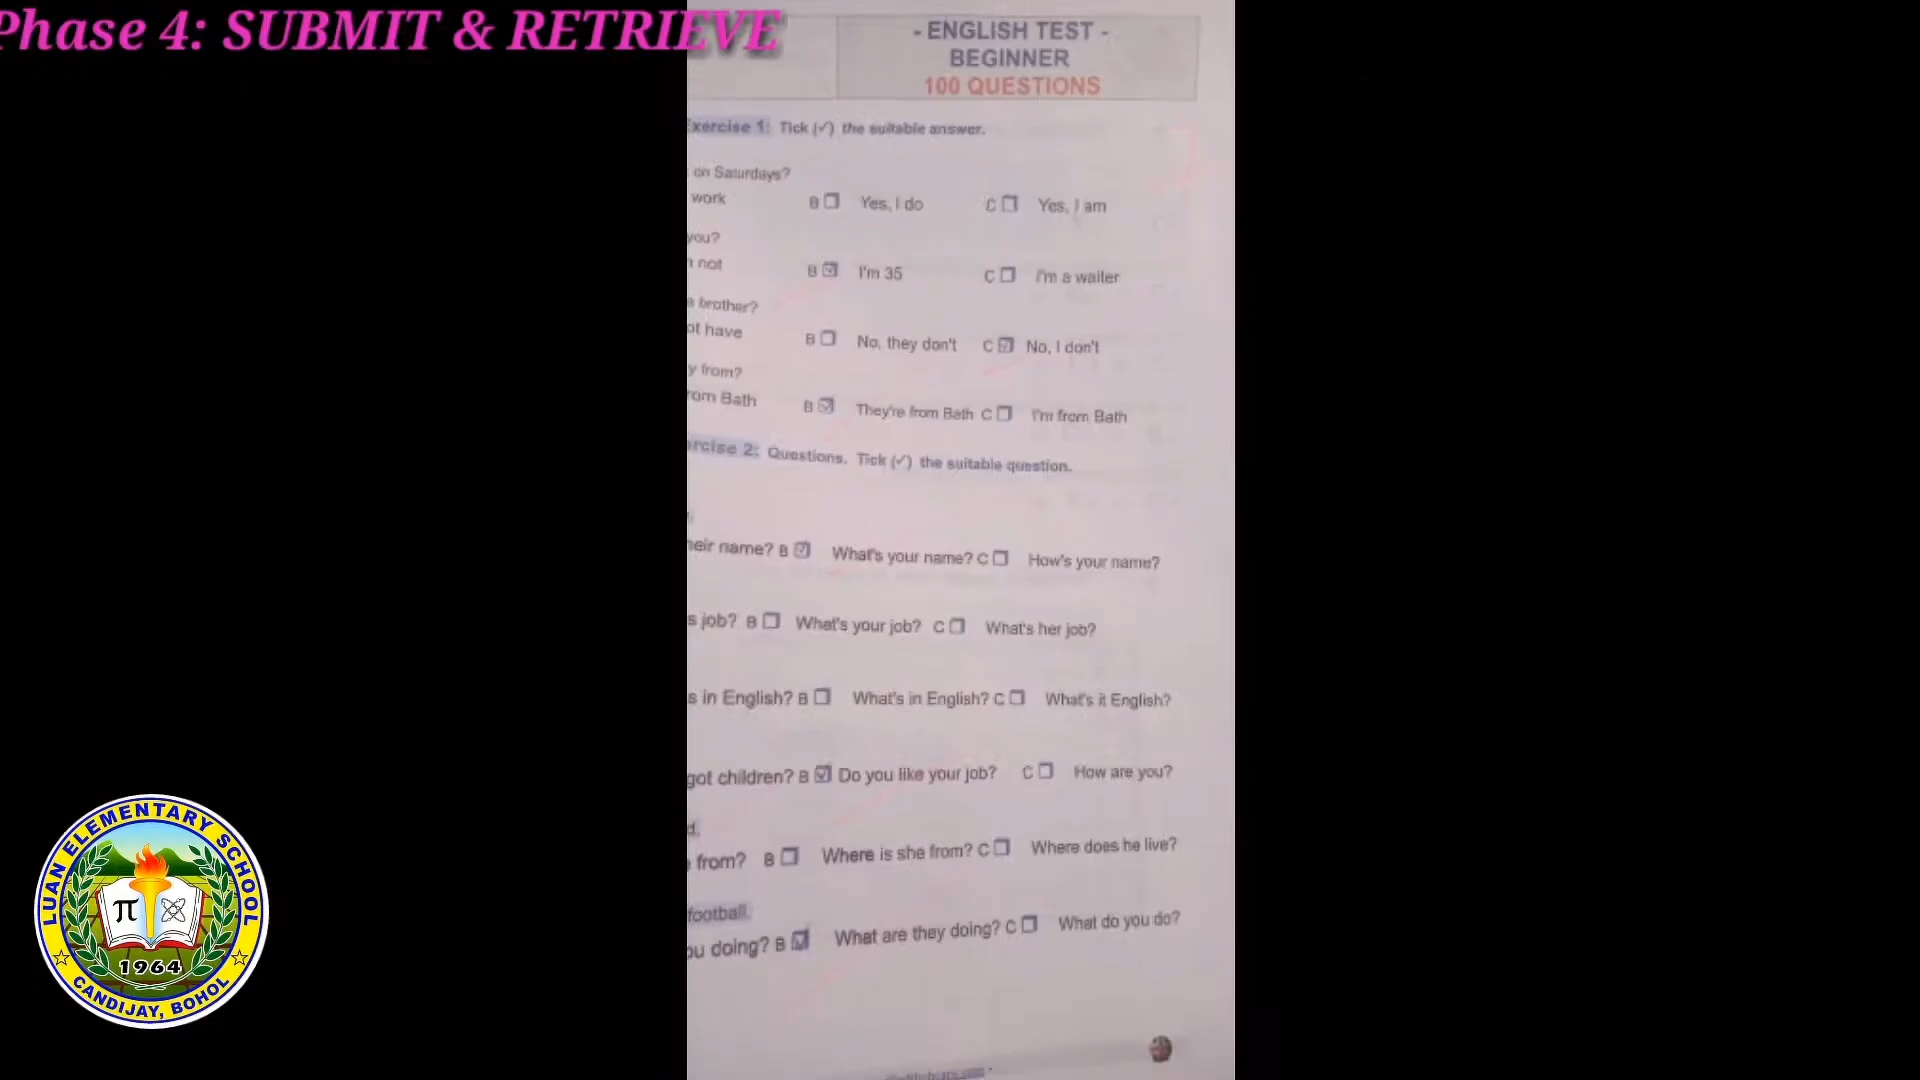 Phase 4: SUBMIT & RETRIEVE
- ENGLISH TEST -
BEGINNER
100 QUESTIONS
Exercise 1: Tick (✓) the suitable answer.
on Saturdays?
work B Yes, I do C Yes, I am
you?
not B I'm 35 C I'm a waiter
brother?
have B No, they don't C No, I don't
from?
Bath B They're from Bath C I'm from Bath
2: Questions. Tick (✓) the suitable question.
name? B What's your name? C How's your name?
job? B What's your job? C What's her job?
in English? B What's in English? C What's it English?
got children? B Do you like your job? C How are you?
from? B Where is she from? C Where does he live?
football.
doing? B What are they doing? C What do you do?
LUAN ELEMENTARY SCHOOL
π
1964
CANDIJAY, BOHOL